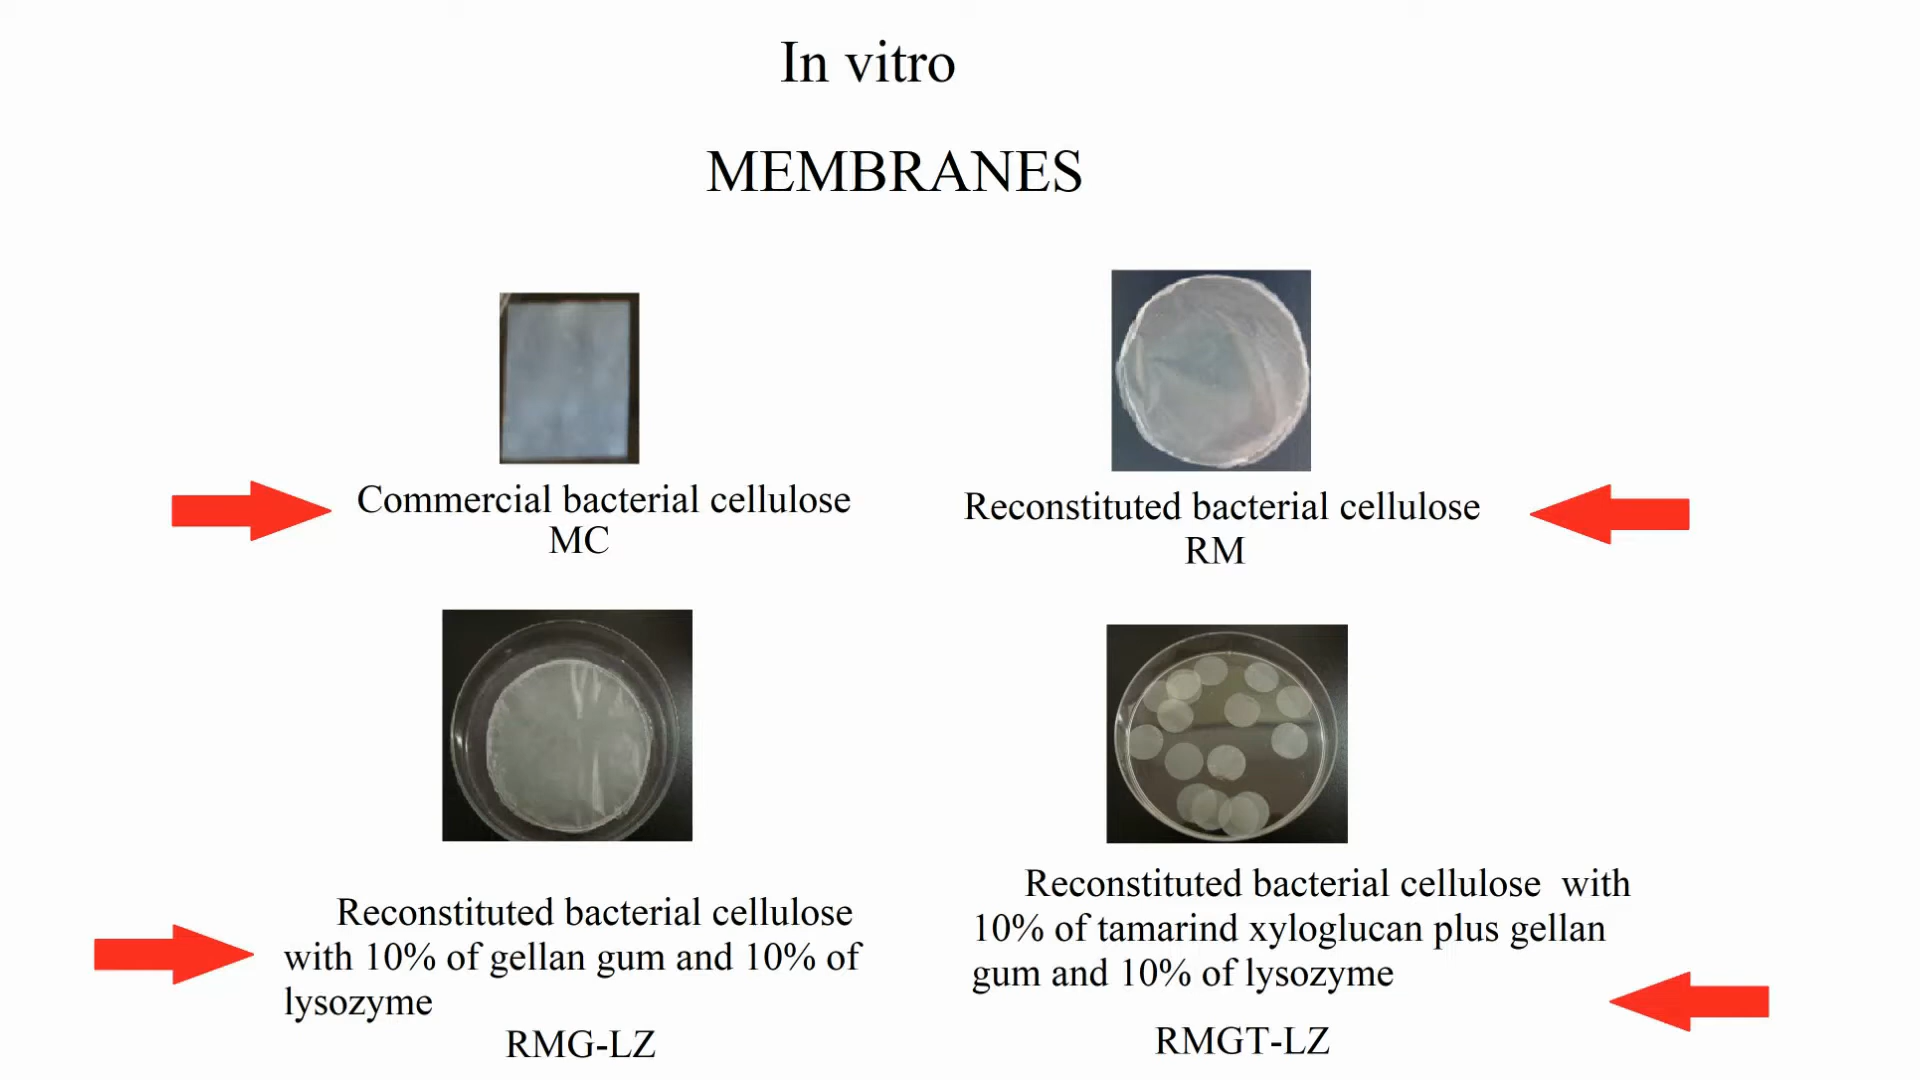 In vitro
MEMBRANES
Commercial bacterial cellulose
MC
Reconstituted bacterial cellulose
RM
Reconstituted bacterial cellulose
with 10% of gellan gum and 10% of
lysozyme
RMG-LZ
Reconstituted bacterial cellulose  with
10% of tamarind xyloglucan plus gellan
gum and 10% of lysozyme
RMGT-LZ